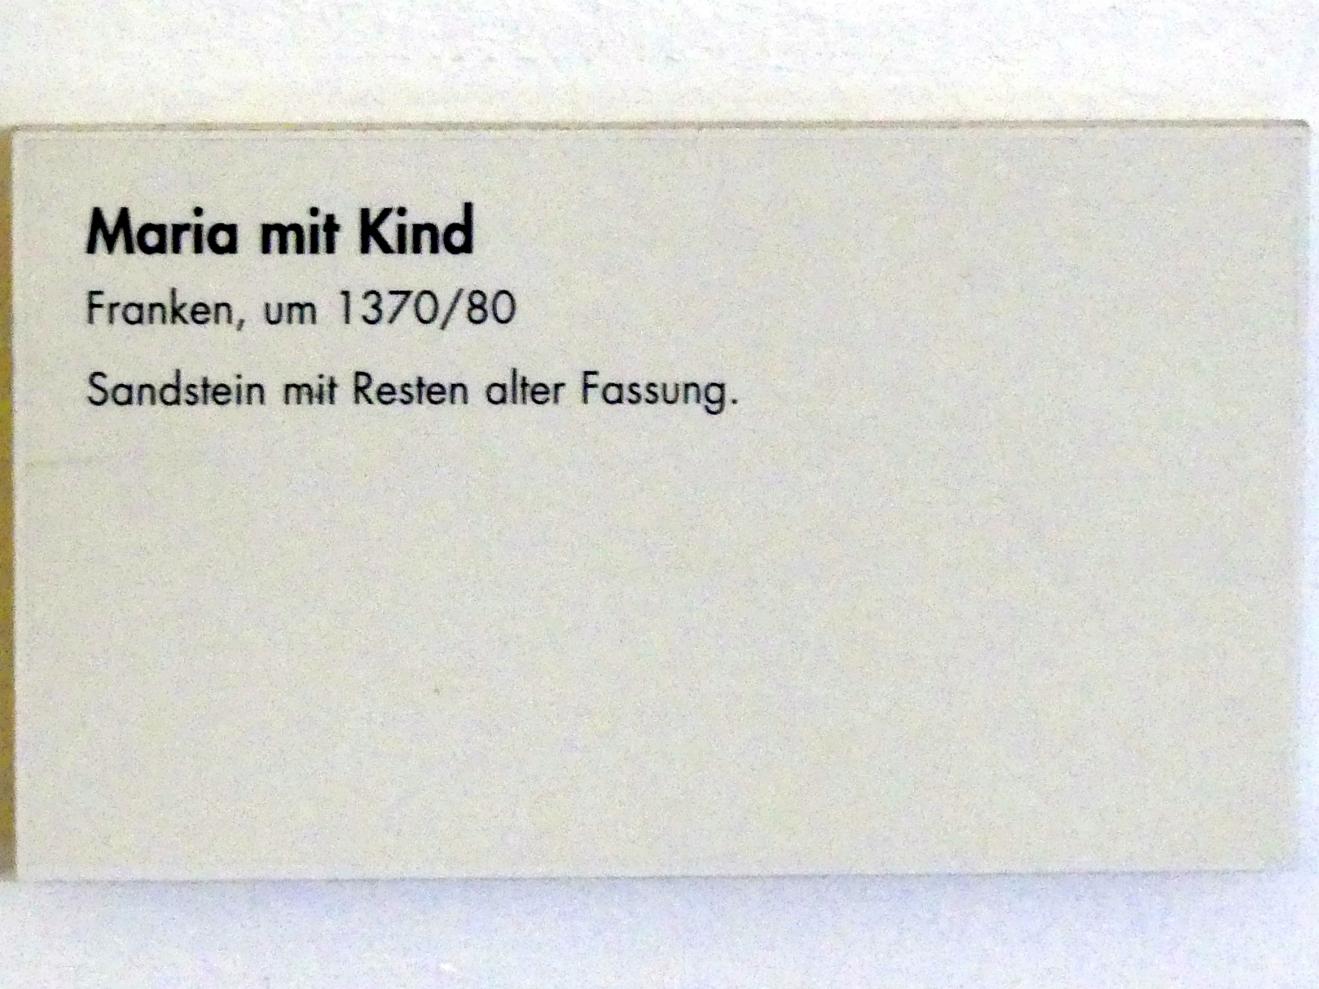 Maria mit Kind
Franken, um 1370/80
Sandstein mit Resten alter Fassung.